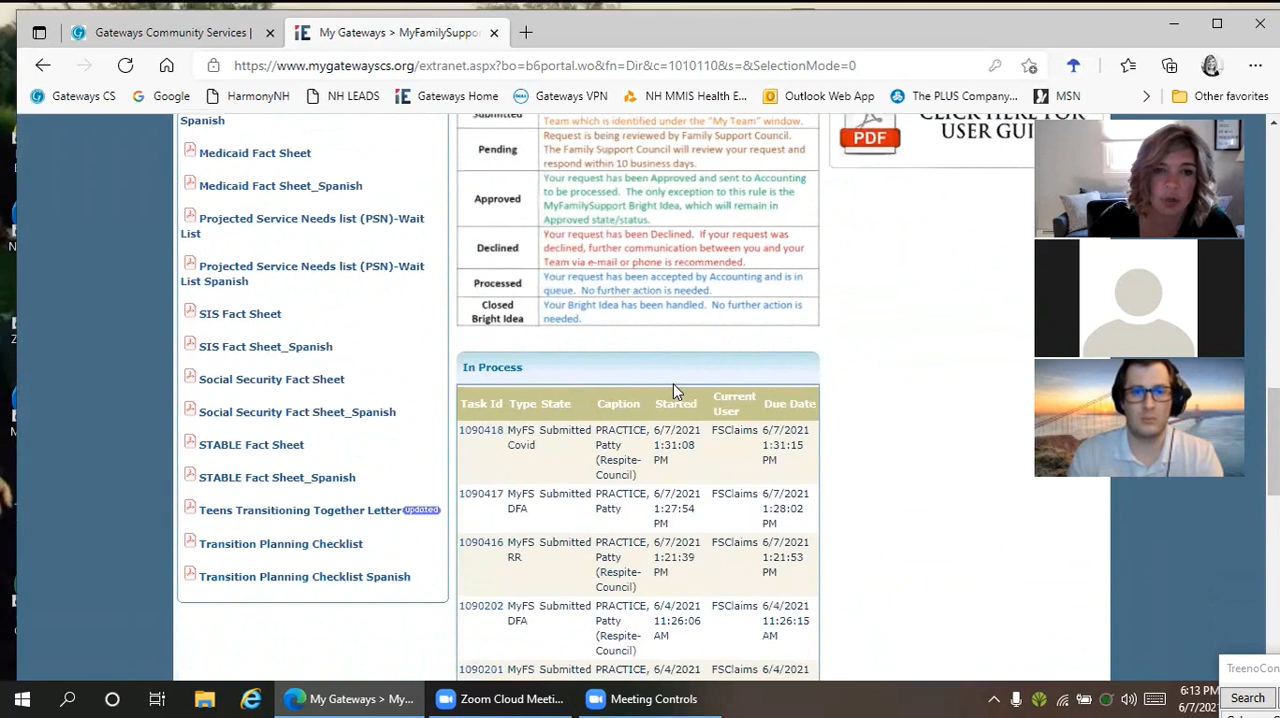 Gateways Community Services |
My Gateways > MyFamilySuppo
https://www.mygatewayscs.org/extranet.aspx?bo=b6portal.wo&fn=Dir&c=1010110&s=&SelectionMode=0
Gateways CS
Google
HarmonyNH
NH LEADS
Gateways Home
Gateways VPN
NH MMIS Health E...
Outlook Web App
The PLUS Company...
MSN
Other favorites
Spanish
Medicaid Fact Sheet
Medicaid Fact Sheet_Spanish
Projected Service Needs list (PSN)-Wait
List
Projected Service Needs list (PSN)-Wait
List Spanish
SIS Fact Sheet
SIS Fact Sheet_Spanish
Social Security Fact Sheet
Social Security Fact Sheet_Spanish
STABLE Fact Sheet
STABLE Fact Sheet_Spanish
Teens Transitioning Together Letter updated
Transition Planning Checklist
Transition Planning Checklist Spanish
Submitted
Team which is identified under the "My Team" window.
Pending
Request is being reviewed by Family Support Council.
The Family Support Council will review your request and
respond within 10 business days.
Approved
Your request has been Approved and sent to Accounting
to be processed. The only exception to this rule is the
MyFamilySupport Bright Idea, which will remain in
Approved state/status.
Declined
Your request has been Declined. If your request was
declined, further communication between you and your
Team via e-mail or phone is recommended.
Processed
Your request has been accepted by Accounting and is in
queue. No further action is needed.
Closed
Bright Idea
Your Bright Idea has been handled. No further action is
needed.
In Process
Task Id Type State Caption Started Current User Due Date
1090418 MyFS Covid Submitted PRACTICE, Patty (Respite-Council) 6/7/2021 1:31:08 PM FSClaims 6/7/2021 1:31:15 PM
1090417 MyFS DFA Submitted PRACTICE, Patty 6/7/2021 1:27:54 PM FSClaims 6/7/2021 1:28:02 PM
1090416 MyFS RR Submitted PRACTICE, Patty (Respite-Council) 6/7/2021 1:21:39 PM FSClaims 6/7/2021 1:21:53 PM
1090202 MyFS DFA Submitted PRACTICE, Patty (Respite-Council) 6/4/2021 11:26:06 AM FSClaims 6/4/2021 11:26:15 AM
1090201 MyFS Submitted PRACTICE, 6/4/2021 FSClaims 6/4/2021
PDF
CLICK HERE FOR
USER GUI
My Gateways > My...
Zoom Cloud Meeti...
Meeting Controls
6:13 PM
6/7/202
TreenoCon
Search